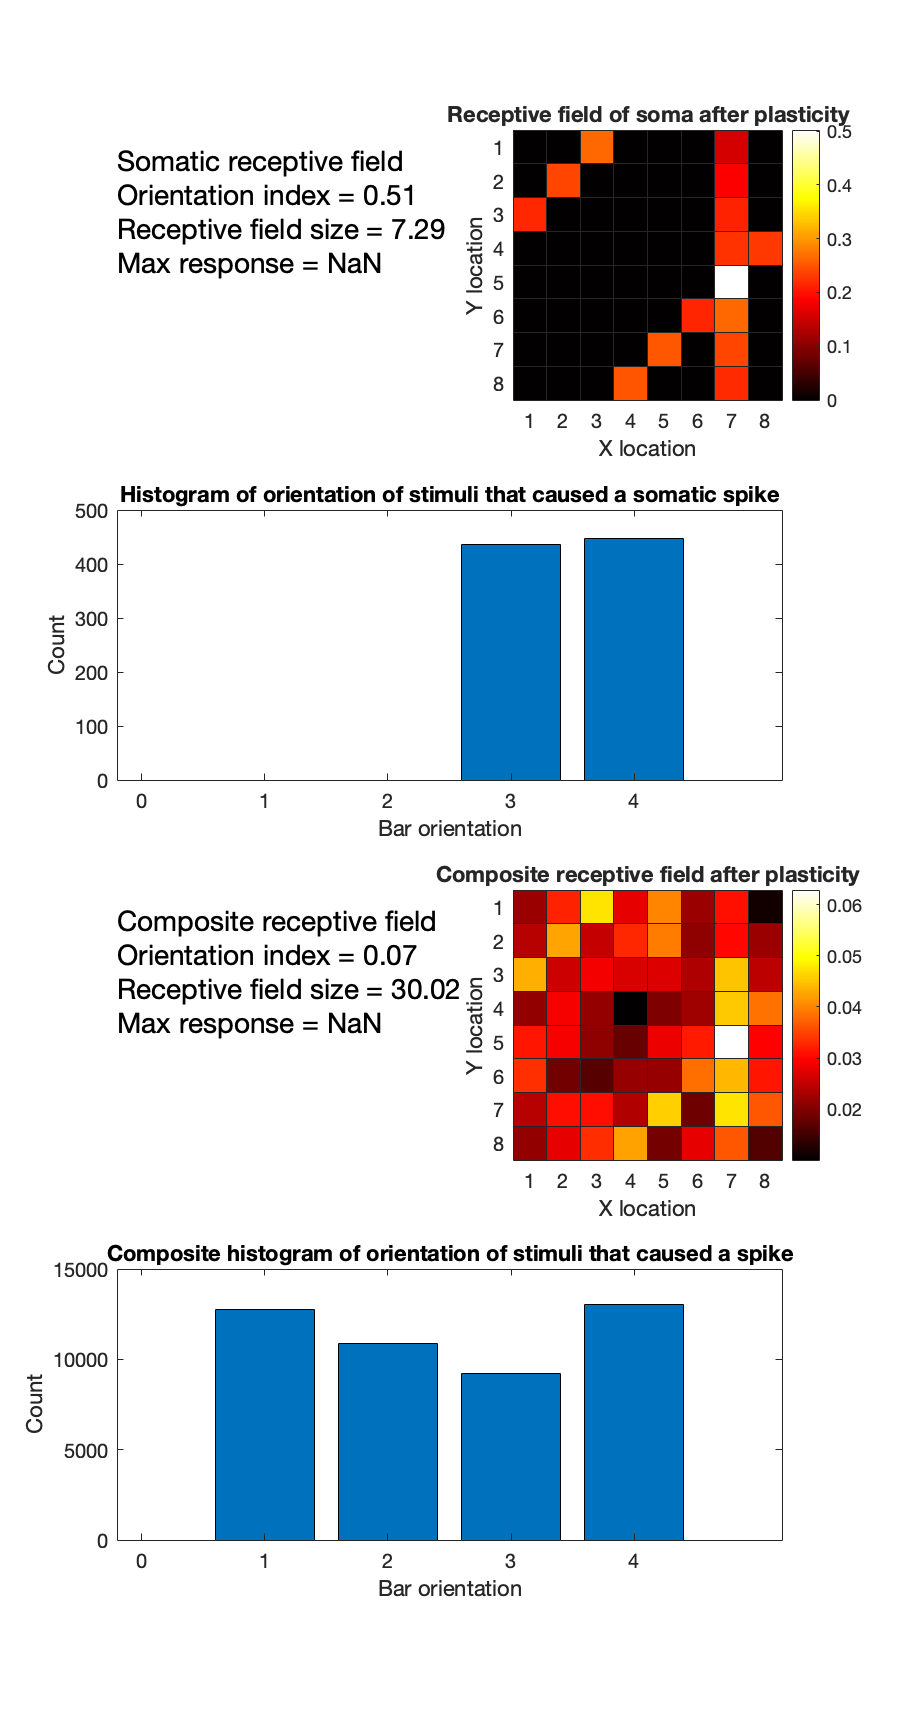 Receptive field of soma after plasticity
Somatic receptive field
Orientation index = 0.51
Receptive field size = 7.29
Max response = NaN
Y location
1
2
3
4
5
6
7
8
1 2 3 4 5 6 7 8
X location
0.5
0.4
0.3
0.2
0.1
0
Histogram of orientation of stimuli that caused a somatic spike
Count
500
400
300
200
100
0
0 1 2 3 4
Bar orientation
Composite receptive field after plasticity
Composite receptive field
Orientation index = 0.07
Receptive field size = 30.02
Max response = NaN
Y location
1
2
3
4
5
6
7
8
1 2 3 4 5 6 7 8
X location
0.06
0.05
0.04
0.03
0.02
Composite histogram of orientation of stimuli that caused a spike
Count
15000
10000
5000
0
0 1 2 3 4
Bar orientation